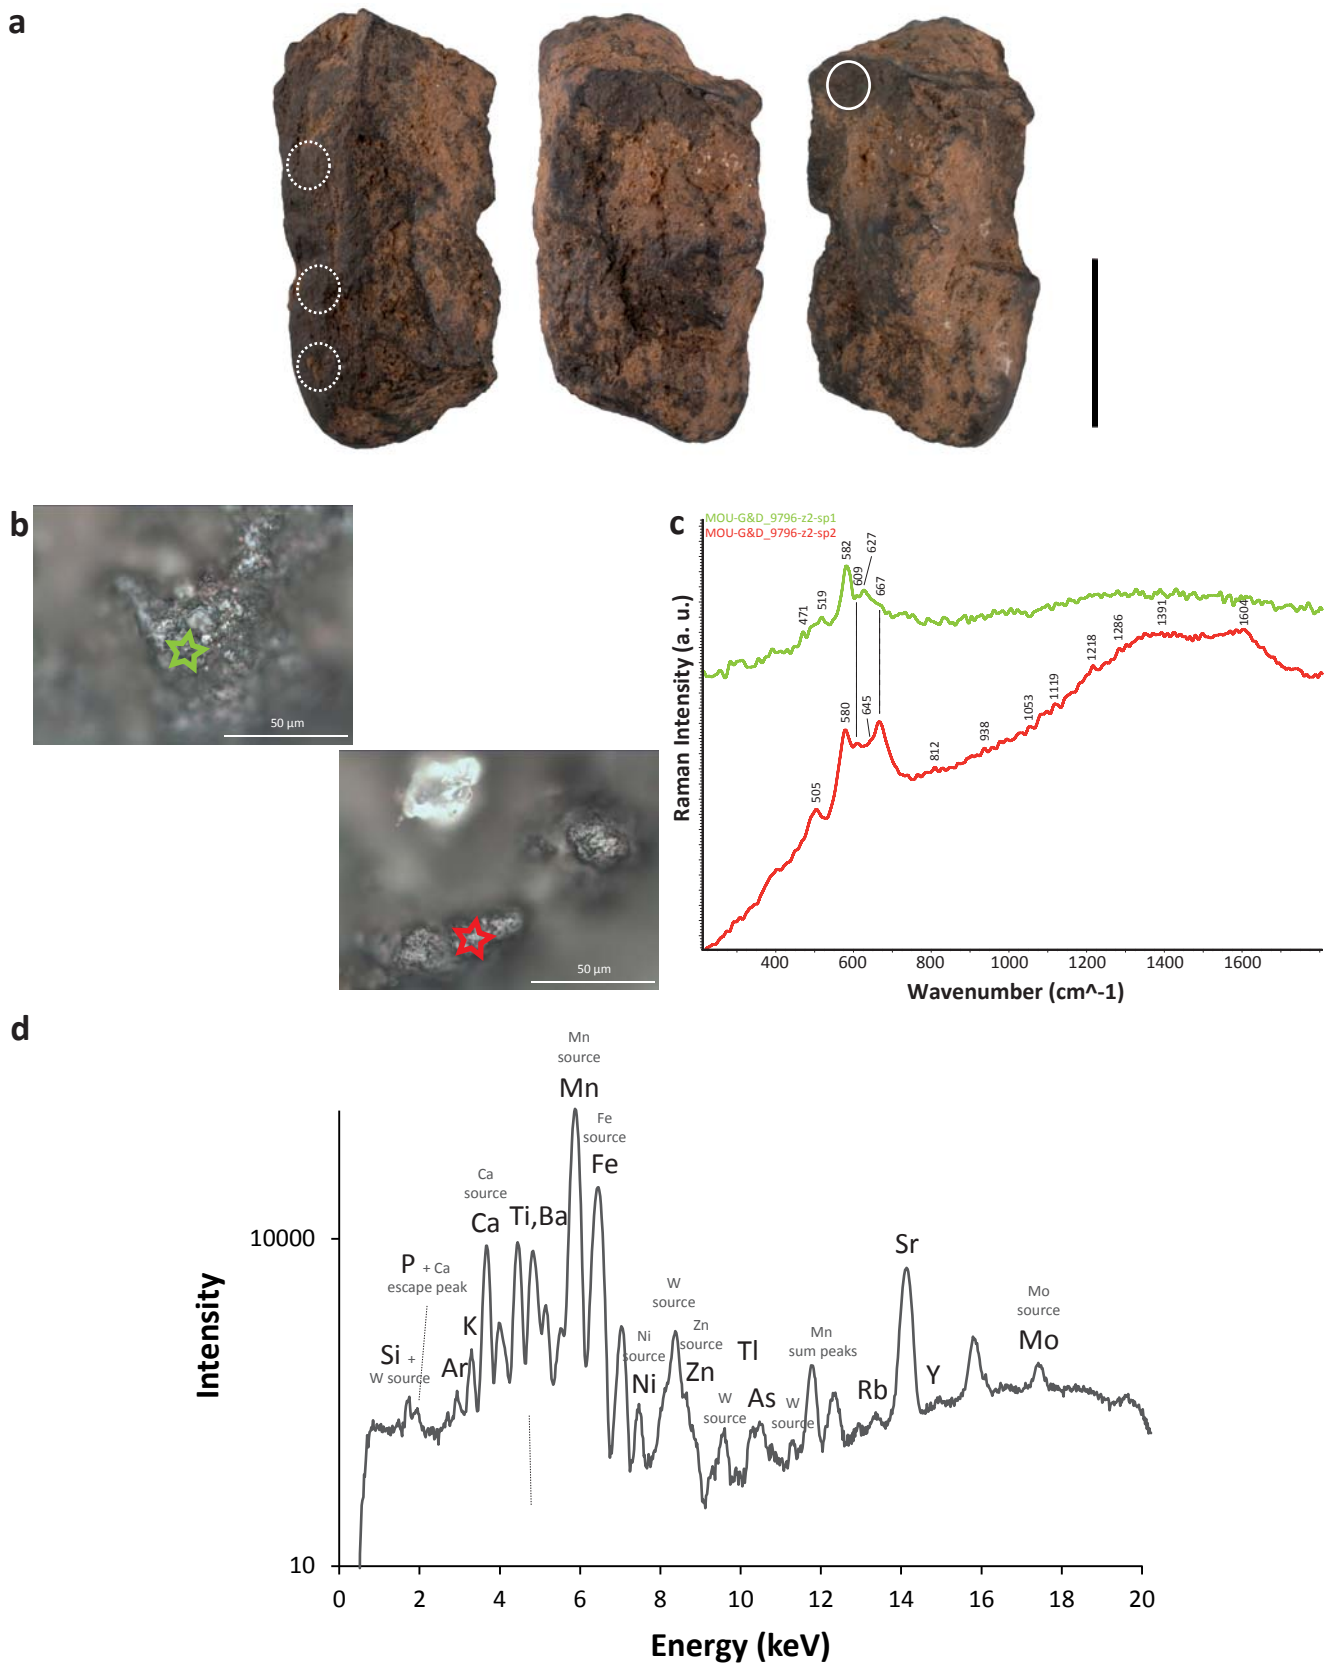 a
b
50 µm
50 µm
c
MOU-G&D_9796-z2-sp1
MOU-G&D_9796-z2-sp2
471
519
582
609
627
667
505
580
645
812
938
1053
1119
1218
1286
1391
1604
Raman Intensity (a. u.)
400 600 800 1000 1200 1400 1600
Wavenumber (cm^-1)
d
Mn
source
Mn
Fe
source
Fe
Ca
source
Ca
Ti,Ba
P + Ca
escape peak
K
Si +
W source
Ar
Ni
source
Ni
W
source
Zn
source
Zn
W
source
Tl
As
W
source
Mn
sum peaks
Rb
Sr
Y
Mo
source
Mo
10000
10
Intensity
0 2 4 6 8 10 12 14 16 18 20
Energy (keV)